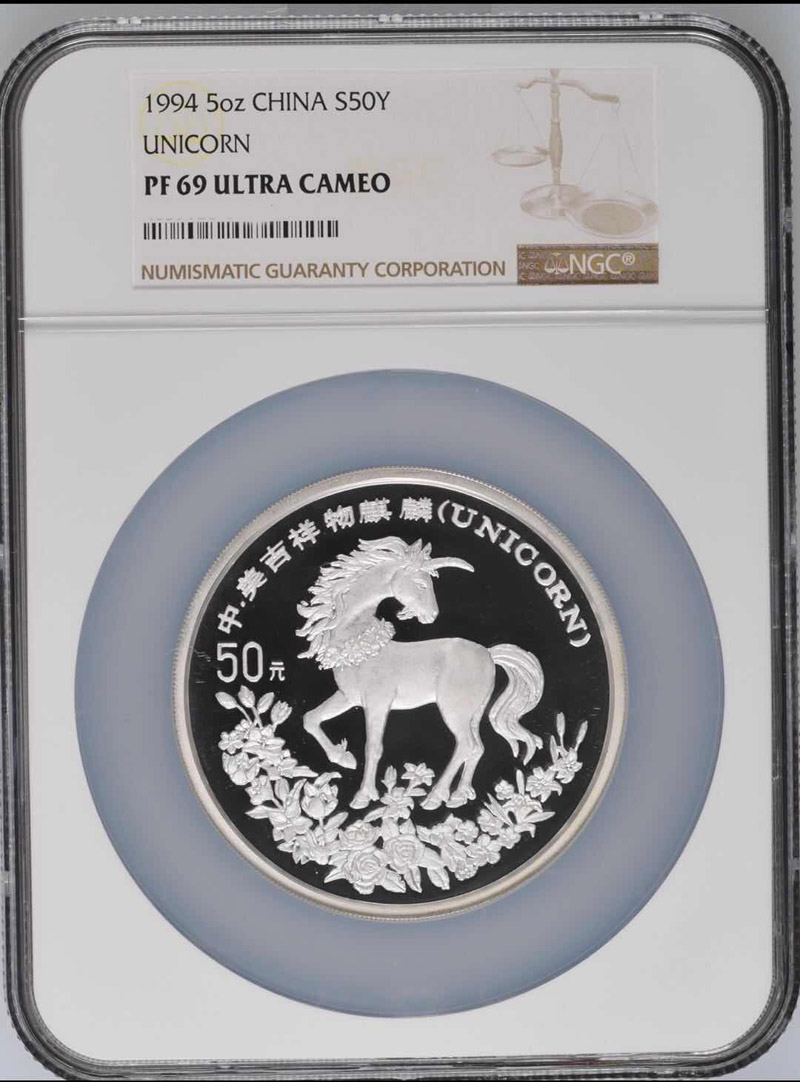 1994 5oz CHINA S50Y
UNICORN
PF 69 ULTRA CAMEO
NUMISMATIC GUARANTY CORPORATION
NGC®
中·美吉祥物麒麟(UNICORN)
50元